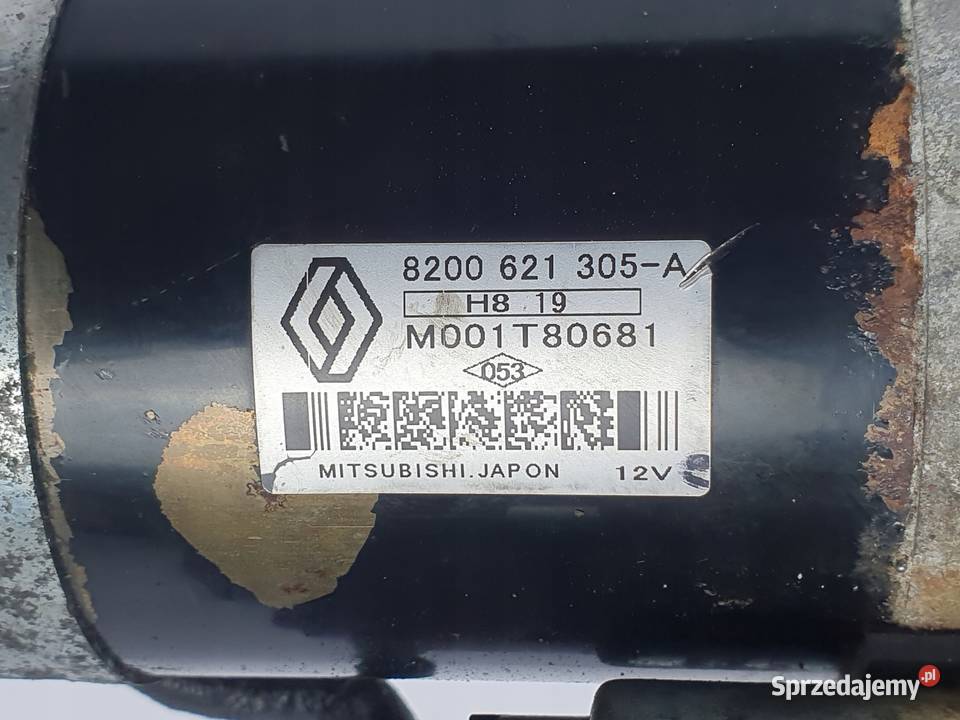 8200 621 305-A
H8 19
M001T80681
053
MITSUBISHI.JAPON 12V
Sprzedajemy.pl